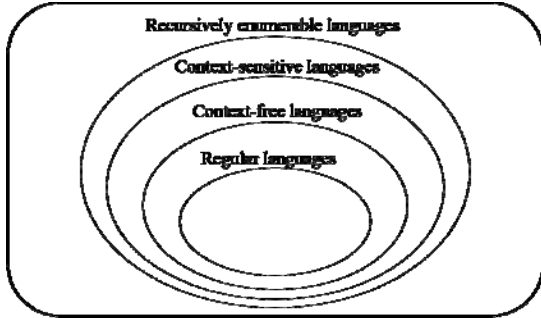 Recursively enumerable languages
Context-sensitive languages
Context-free languages
Regular languages